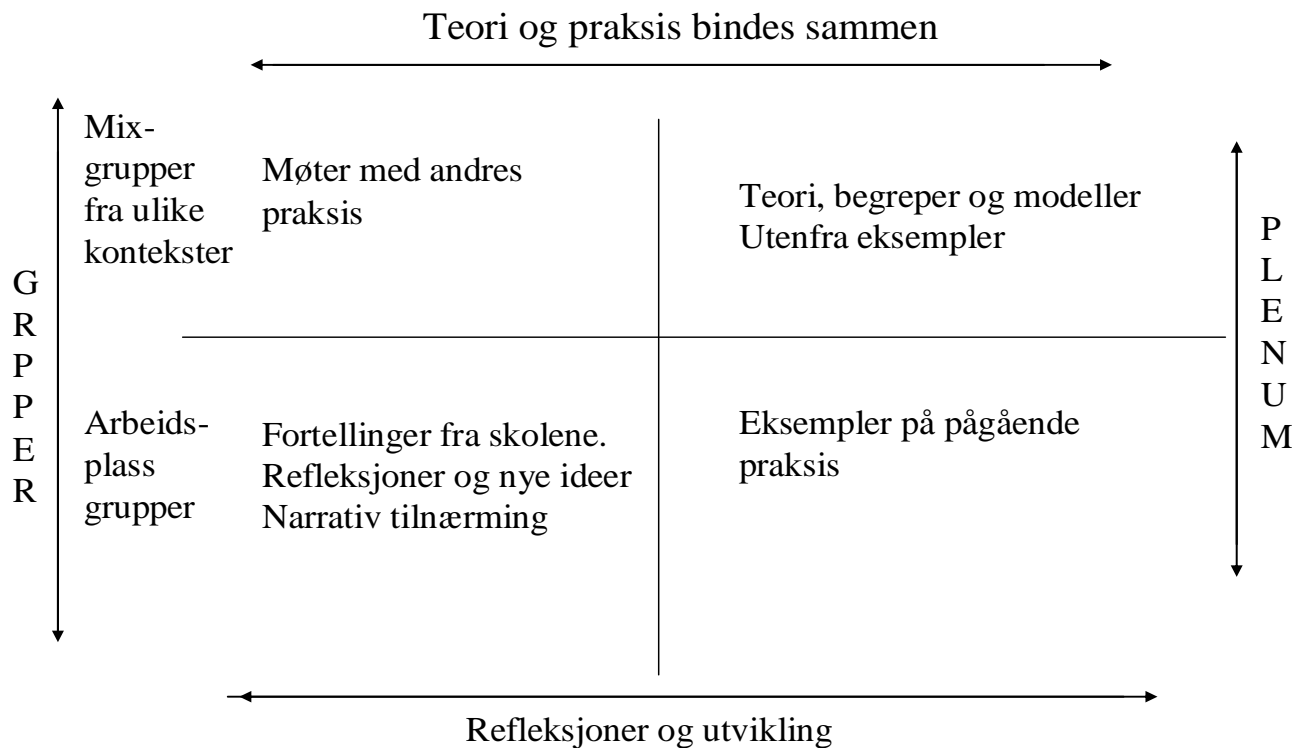 Teori og praksis bindes sammen
Mix-
grupper
fra ulike
kontekster
Møter med andres
praksis
Teori, begreper og modeller
Utenfra eksempler
G
R
P
P
E
R
P
L
E
N
U
M
Arbeids-
plass
grupper
Fortellinger fra skolene.
Refleksjoner og nye ideer
Narrativ tilnærming
Eksempler på pågående
praksis
Refleksjoner og utvikling